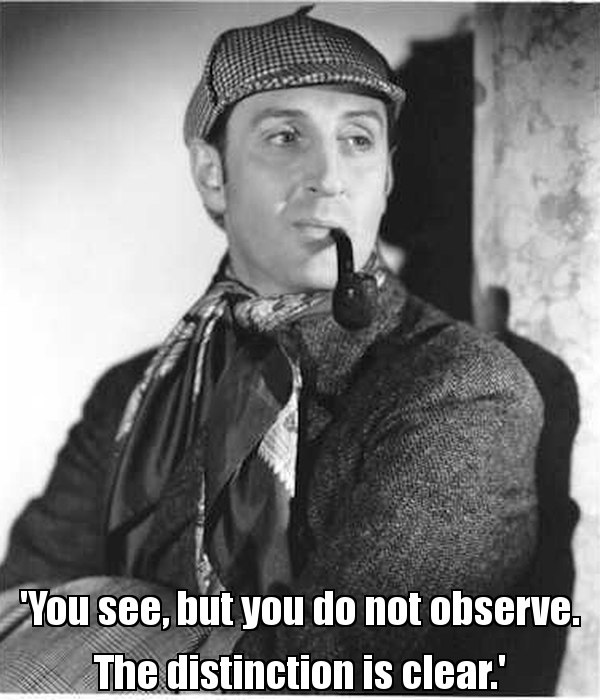 'You see, but you do not observe.
The distinction is clear.'